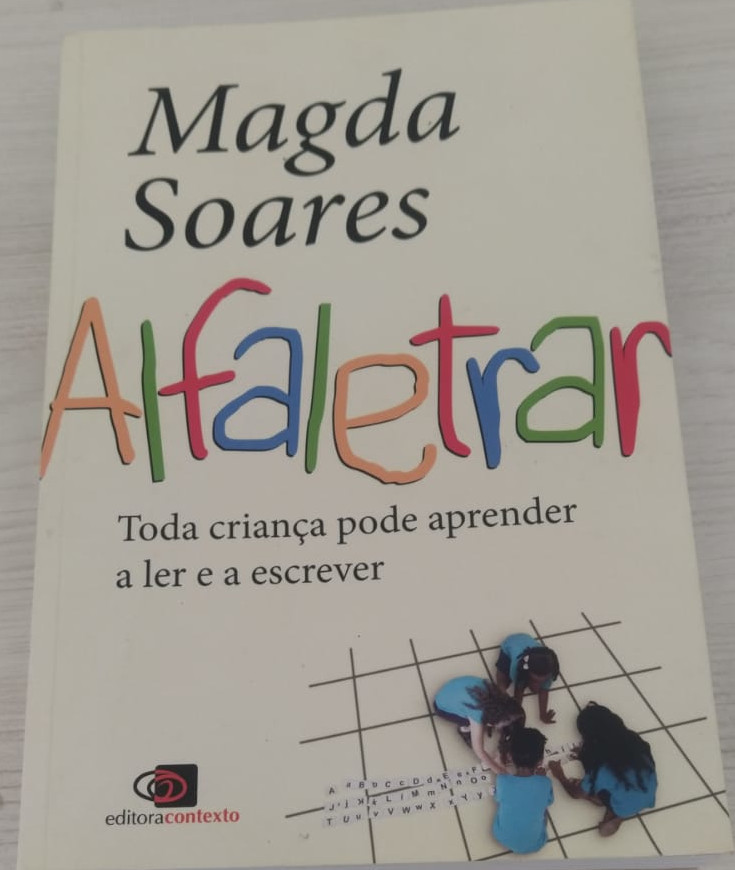 Magda
Soares
Alfaletrar
Toda criança pode aprender
a ler e a escrever
editoracontexto